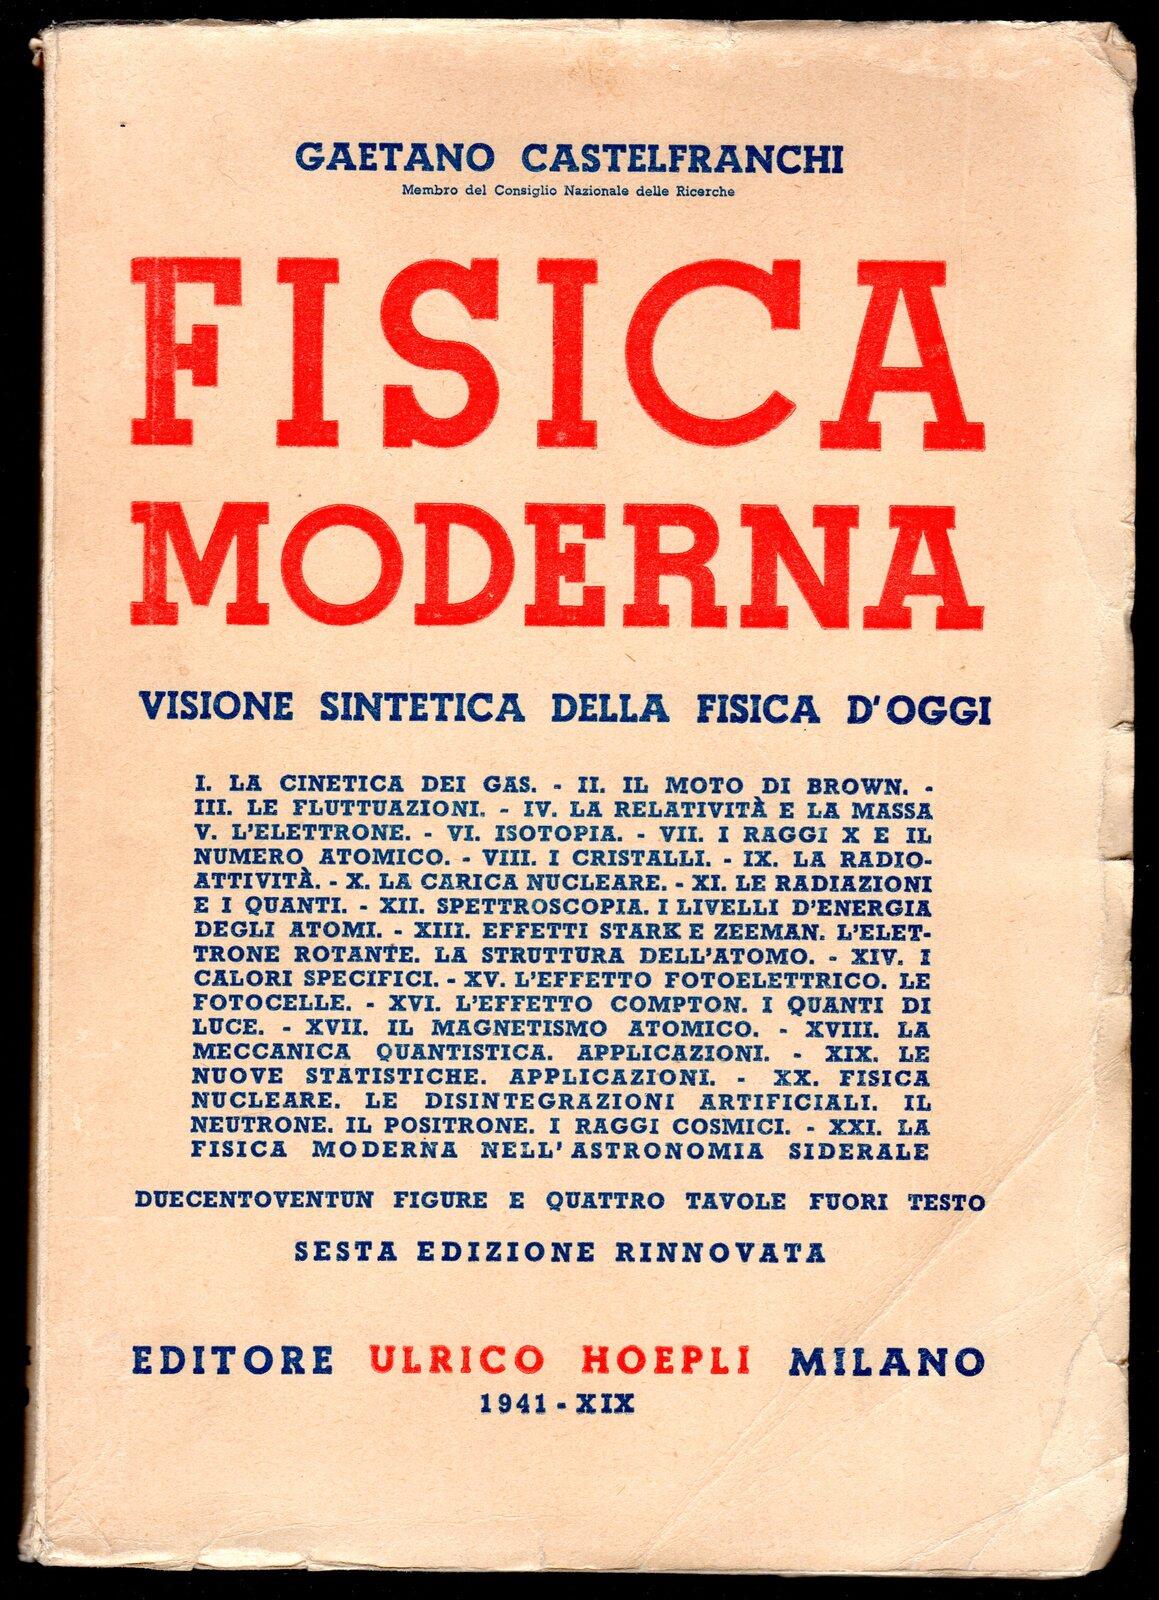 GAETANO CASTELFRANCHI
Membro del Consiglio Nazionale delle Ricerche
FISICA
MODERNA
VISIONE SINTETICA DELLA FISICA D'OGGI
I. LA CINETICA DEI GAS. - II. IL MOTO DI BROWN. -
III. LE FLUTTUAZIONI. - IV. LA RELATIVITÀ E LA MASSA
V. L'ELETTRONE. - VI. ISOTOPIA. - VII. I RAGGI X E IL
NUMERO ATOMICO. - VIII. I CRISTALLI. - IX. LA RADIO-
ATTIVITÀ. - X. LA CARICA NUCLEARE. - XI. LE RADIAZIONI
E I QUANTI. - XII. SPETTROSCOPIA. I LIVELLI D'ENERGIA
DEGLI ATOMI. - XIII. EFFETTI STARK E ZEEMAN. L'ELET-
TRONE ROTANTE. LA STRUTTURA DELL'ATOMO. - XIV. I
CALORI SPECIFICI. - XV. L'EFFETTO FOTOELETTRICO. LE
FOTOCELLE. - XVI. L'EFFETTO COMPTON. I QUANTI DI
LUCE. - XVII. IL MAGNETISMO ATOMICO. - XVIII. LA
MECCANICA QUANTISTICA. APPLICAZIONI. - XIX. LE
NUOVE STATISTICHE. APPLICAZIONI. - XX. FISICA
NUCLEARE. LE DISINTEGRAZIONI ARTIFICIALI. IL
NEUTRONE. IL POSITRONE. I RAGGI COSMICI. - XXI. LA
FISICA MODERNA NELL'ASTRONOMIA SIDERALE
DUECENTOVENTUN FIGURE E QUATTRO TAVOLE FUORI TESTO
SESTA EDIZIONE RINNOVATA
EDITORE ULRICO HOEPLI MILANO
1941 - XIX